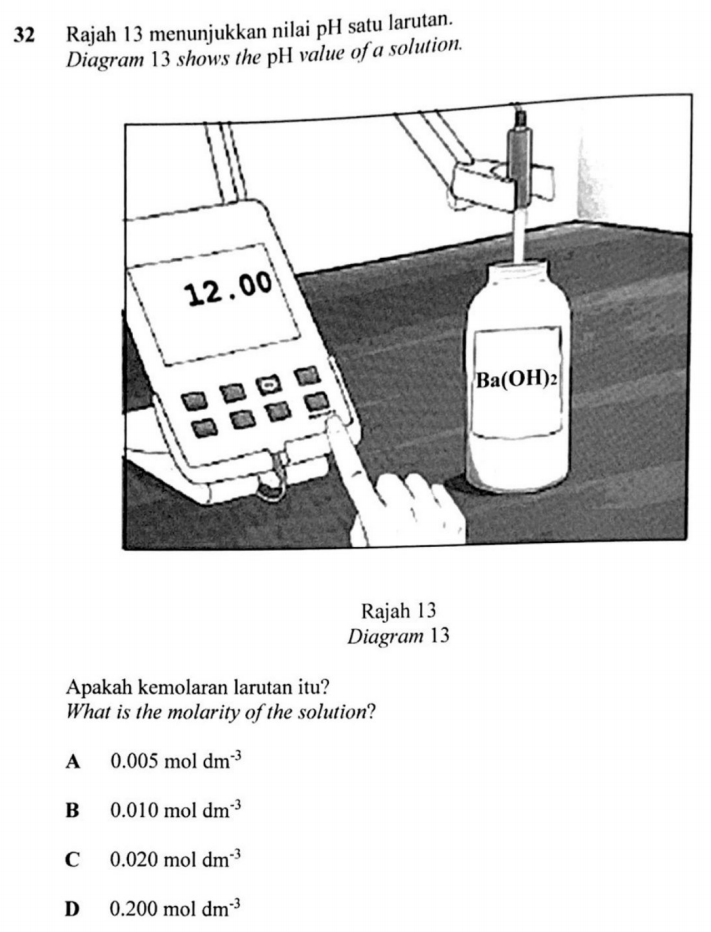 32 Rajah 13 menunjukkan nilai pH satu larutan.
Diagram 13 shows the pH value of a solution.
12.00
Ba(OH)₂
Rajah 13
Diagram 13
Apakah kemolaran larutan itu?
What is the molarity of the solution?
A 0.005 mol dm⁻³
B 0.010 mol dm⁻³
C 0.020 mol dm⁻³
D 0.200 mol dm⁻³